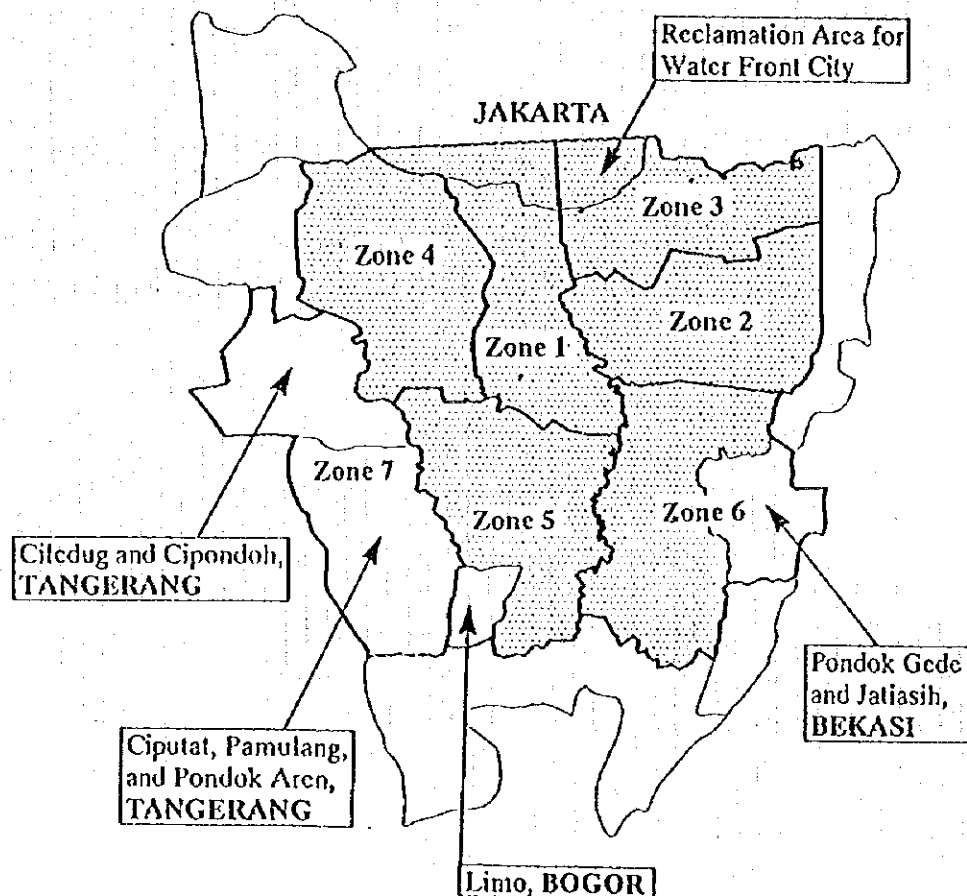 Reclamation Area for
Water Front City
JAKARTA
Zone 3
Zone 4
Zone 2
Zone 1
Zone 7
Zone 5
Zone 6
Ciledug and Cipondoh,
TANGERANG
Pondok Gede
and Jatiasih,
BEKASI
Ciputat, Pamulang,
and Pondok Aren,
TANGERANG
Limo, BOGOR